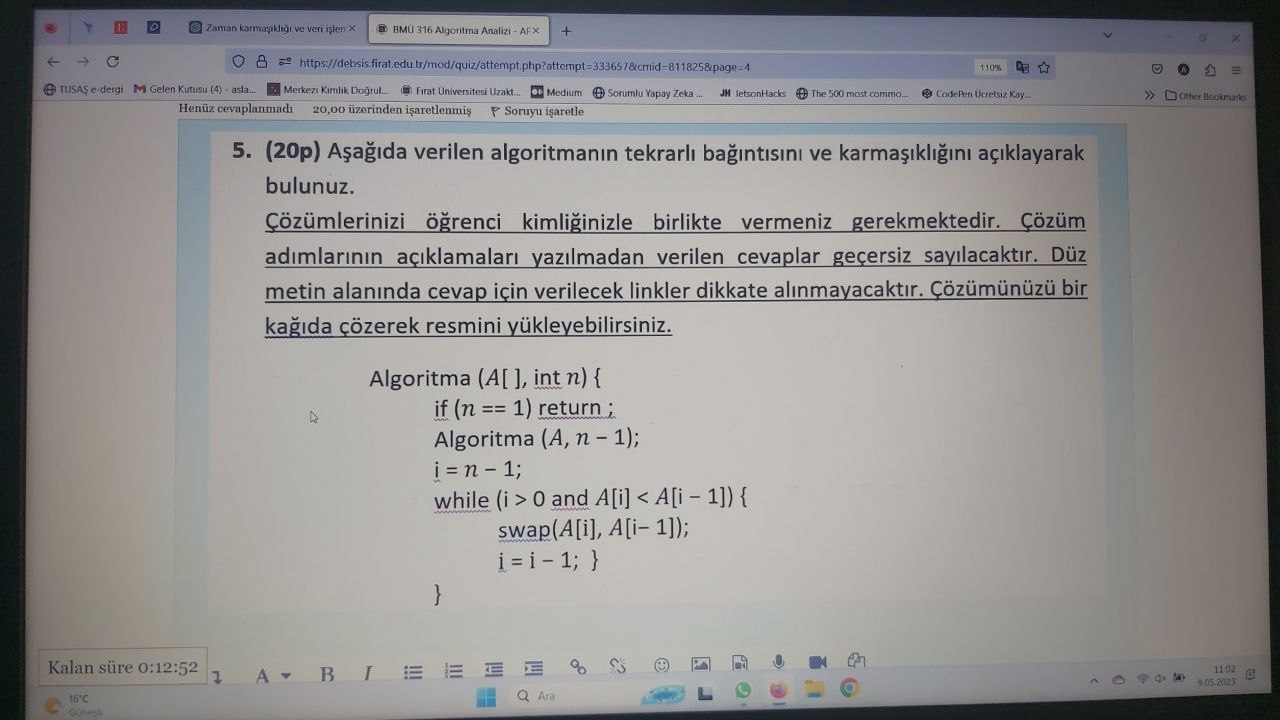 Zaman karmaşıklığı ve veri işlen ×
BMÜ 316 Algoritma Analizi - AF ×
https://debsis.firat.edu.tr/mod/quiz/attempt.php?attempt=333657&cmid=811825&page=4
110%
TUSAŞ e-dergi
Gelen Kutusu (4) - asla...
Merkezi Kimlik Doğrul...
Fırat Üniversitesi Uzakt...
Medium
Sorumlu Yapay Zeka ...
JH JetsonHacks
The 500 most commo...
CodePen Ücretsiz Kay...
Other Bookmarks
Henüz cevaplanmadı 20,00 üzerinden işaretlenmiş Soruyu işaretle
5. (20p) Aşağıda verilen algoritmanın tekrarlı bağıntısını ve karmaşıklığını açıklayarak
bulunuz.
Çözümlerinizi öğrenci kimliğinizle birlikte vermeniz gerekmektedir. Çözüm
adımlarının açıklamaları yazılmadan verilen cevaplar geçersiz sayılacaktır. Düz
metin alanında cevap için verilecek linkler dikkate alınmayacaktır. Çözümünüzü bir
kağıda çözerek resmini yükleyebilirsiniz.
Algoritma (A[ ], int n) {
if (n == 1) return ;
Algoritma (A, n − 1);
i = n − 1;
while (i > 0 and A[i] < A[i − 1]) {
swap(A[i], A[i− 1]);
i = i − 1; }
}
Kalan süre 0:12:52
A B I
16°C
Güneşli
Ara
11:02
9.05.2023